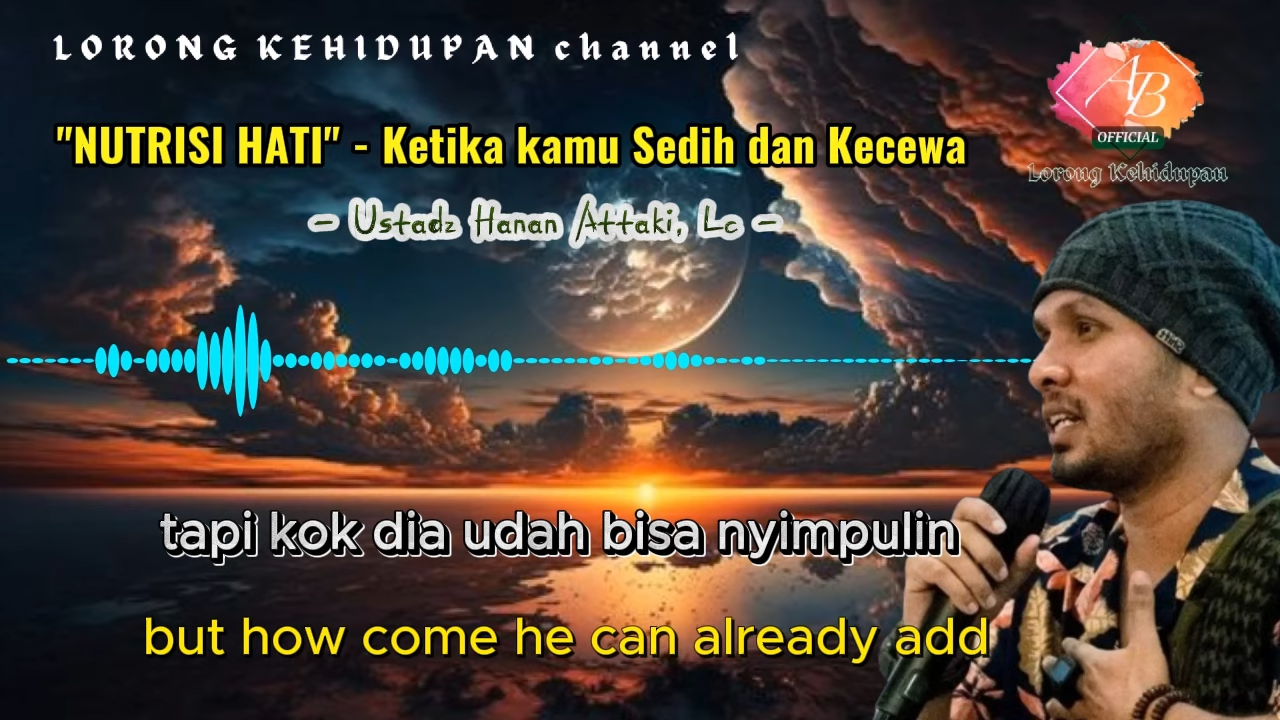 LORONG KEHIDUPAN channel
AB
OFFICIAL
Lorong Kehidupan
"NUTRISI HATI" - Ketika kamu Sedih dan Kecewa
- Ustadz Hanan Attaki, Lc -
tapi kok dia udah bisa nyimpulin
but how come he can already add